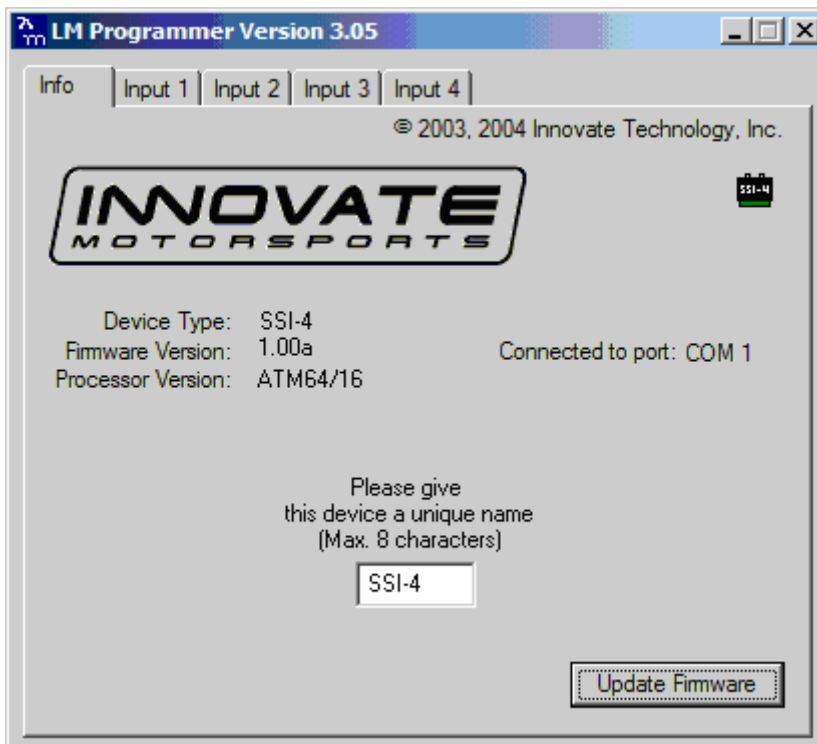 LM Programmer Version 3.05
Info Input 1 Input 2 Input 3 Input 4
© 2003, 2004 Innovate Technology, Inc.
INNOVATE
MOTORSPORTS
SSI-4
Device Type: SSI-4
Firmware Version: 1.00a
Connected to port: COM 1
Processor Version: ATM64/16
Please give
this device a unique name
(Max. 8 characters)
SSI-4
Update Firmware